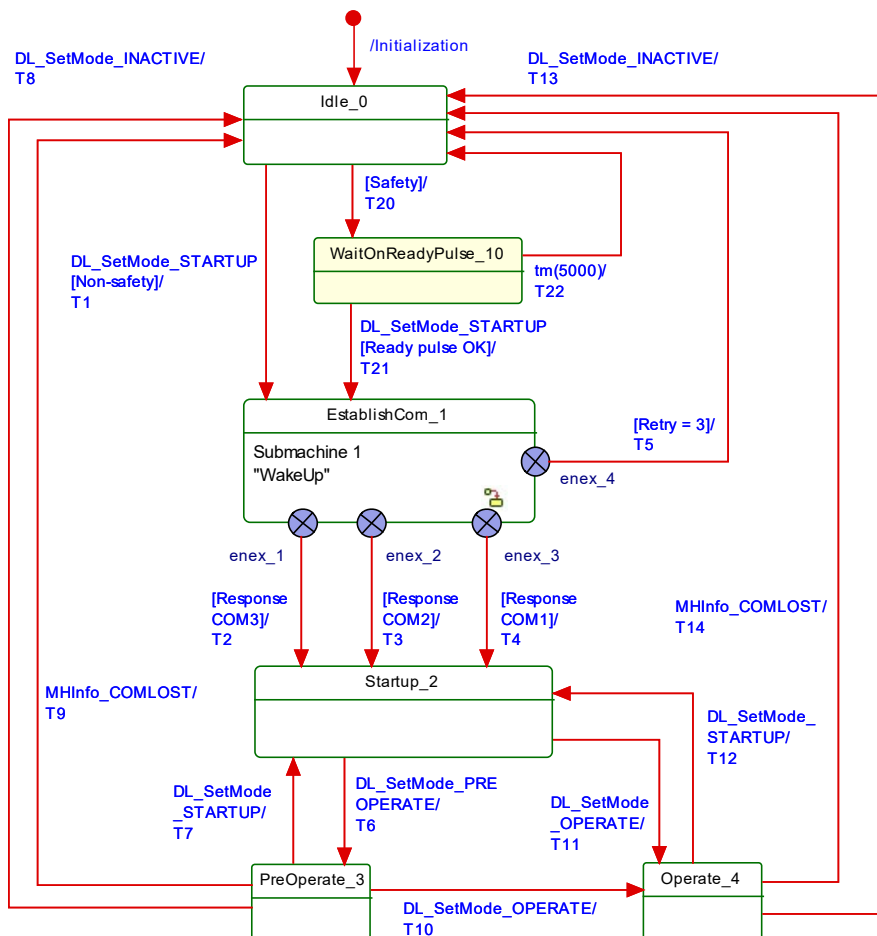 /Initialization
DL_SetMode_INACTIVE/
T8
DL_SetMode_INACTIVE/
T13
Idle_0
[Safety]/
T20
WaitOnReadyPulse_10
DL_SetMode_STARTUP
[Non-safety]/
T1
tm(5000)/
T22
DL_SetMode_STARTUP
[Ready pulse OK]/
T21
EstablishCom_1
Submachine 1
"WakeUp"
[Retry = 3]/
T5
enex_4
enex_1
enex_2
enex_3
[Response
COM3]/
T2
[Response
COM2]/
T3
[Response
COM1]/
T4
MHInfo_COMLOST/
T14
Startup_2
MHInfo_COMLOST/
T9
DL_SetMode_
STARTUP/
T12
DL_SetMode
_STARTUP/
T7
DL_SetMode_PRE
OPERATE/
T6
DL_SetMode
_OPERATE/
T11
PreOperate_3
Operate_4
DL_SetMode_OPERATE/
T10